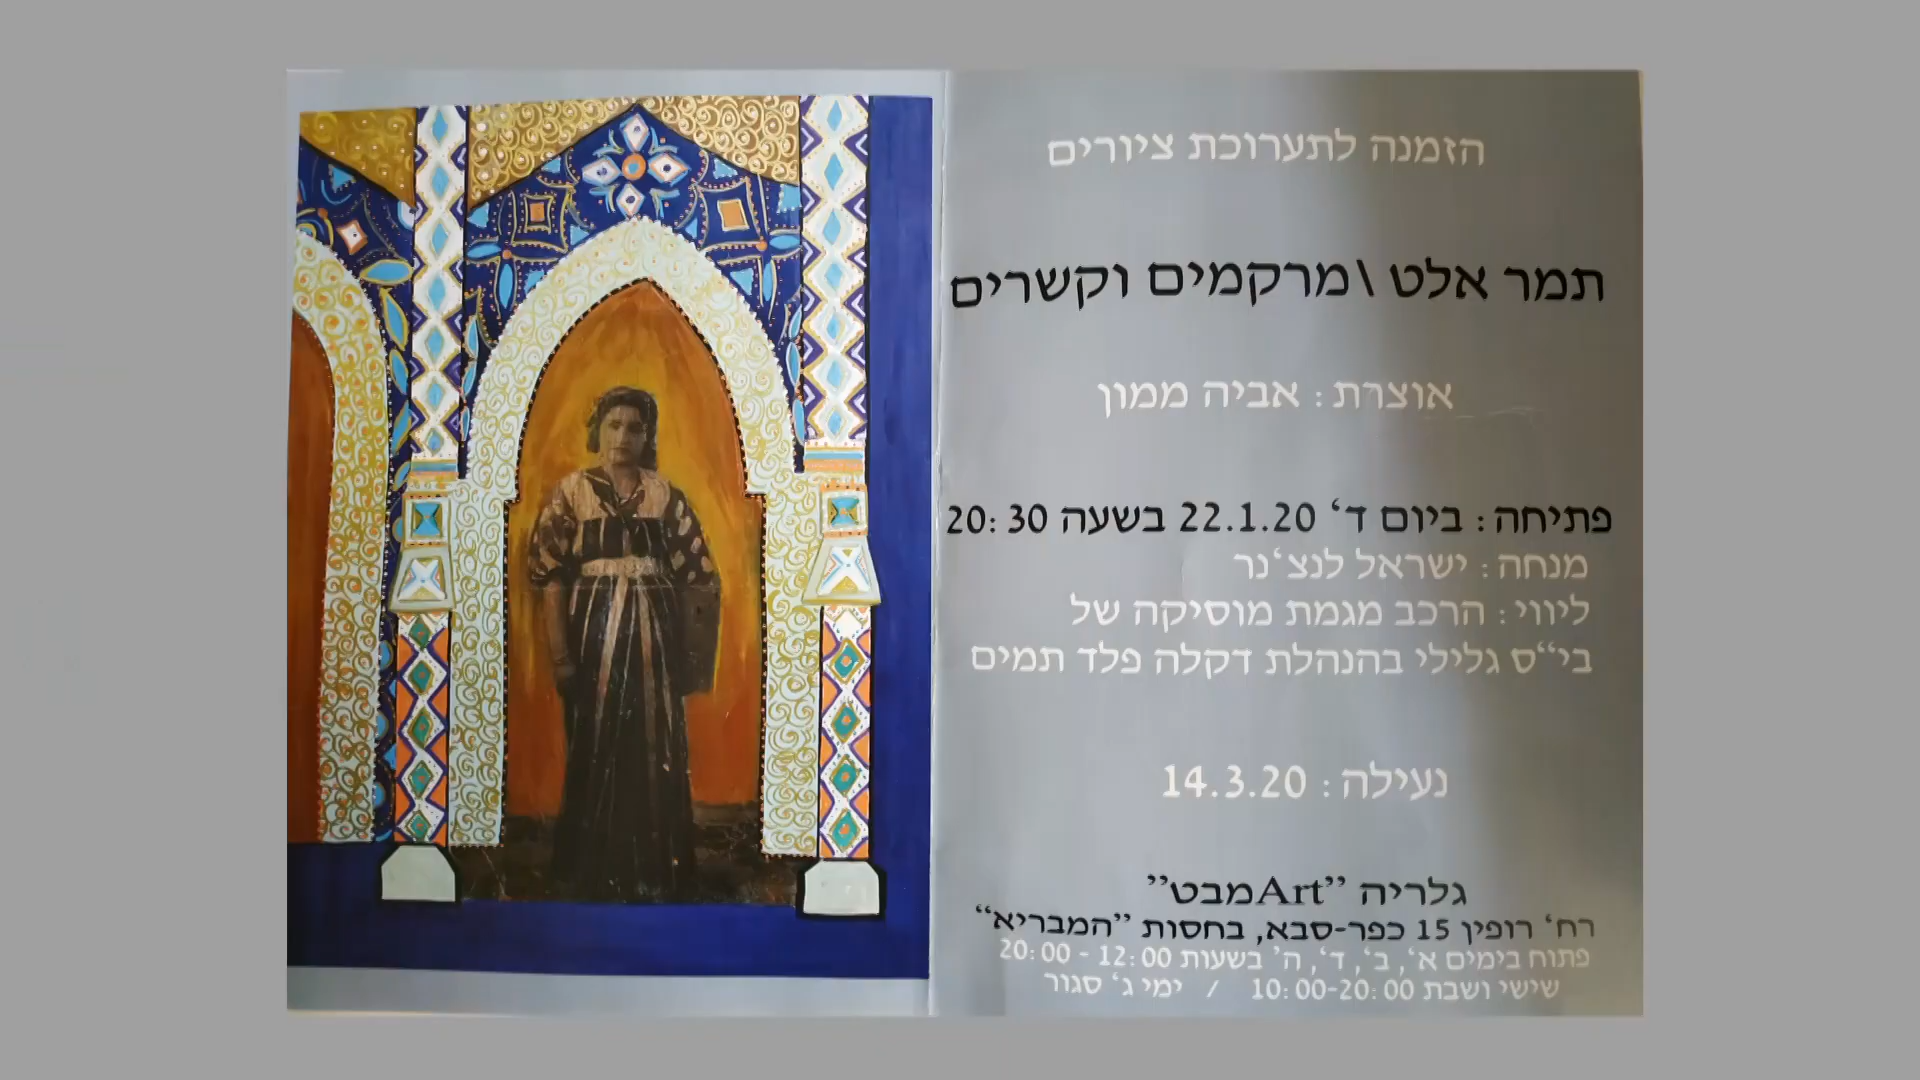 הזמנה לתערוכת ציורים
תמר אלט \מרקמים וקשרים
אוצרת : אביה ממון
פתיחה : ביום ד' 22.1.20 בשעה 20:30
מנחה : ישראל לנצ'נר
ליווי : הרכב מגמת מוסיקה של
בי"ס גלילי בהנהלת דקלה פלד תמים
נעילה : 14.3.20
גלריה "Artמבט"
רח' רופין 15 כפר-סבא, בחסות "המבריא"
פתוח בימים א', ב', ד', ה' בשעות 12:00 - 20:00
שישי ושבת 10:00-20:00 / ימי ג' סגור